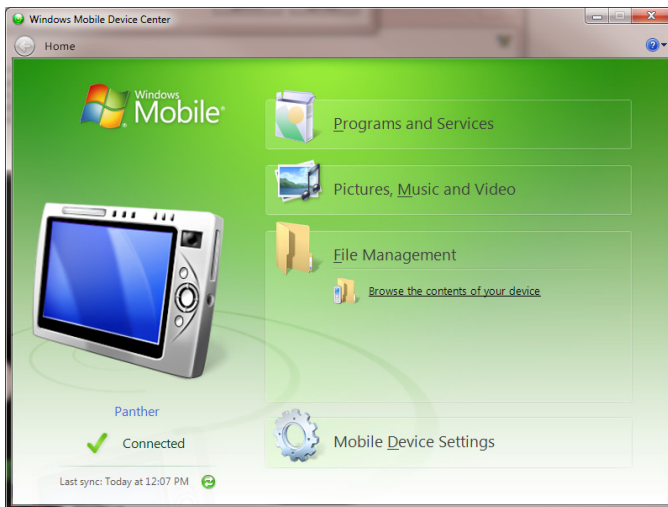 Windows Mobile Device Center
Home
Windows
Mobile®
Programs and Services
Pictures, Music and Video
File Management
Browse the contents of your device
Panther
Connected
Mobile Device Settings
Last sync: Today at 12:07 PM